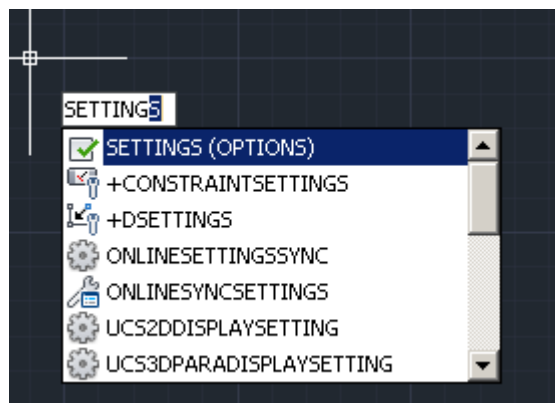 SETTINGS
SETTINGS (OPTIONS)
+CONSTRAINTSETTINGS
+DSETTINGS
ONLINESETTINGSSYNC
ONLINESYNCSETTINGS
UCS2DDISPLAYSETTING
UCS3DPARADISPLAYSETTING